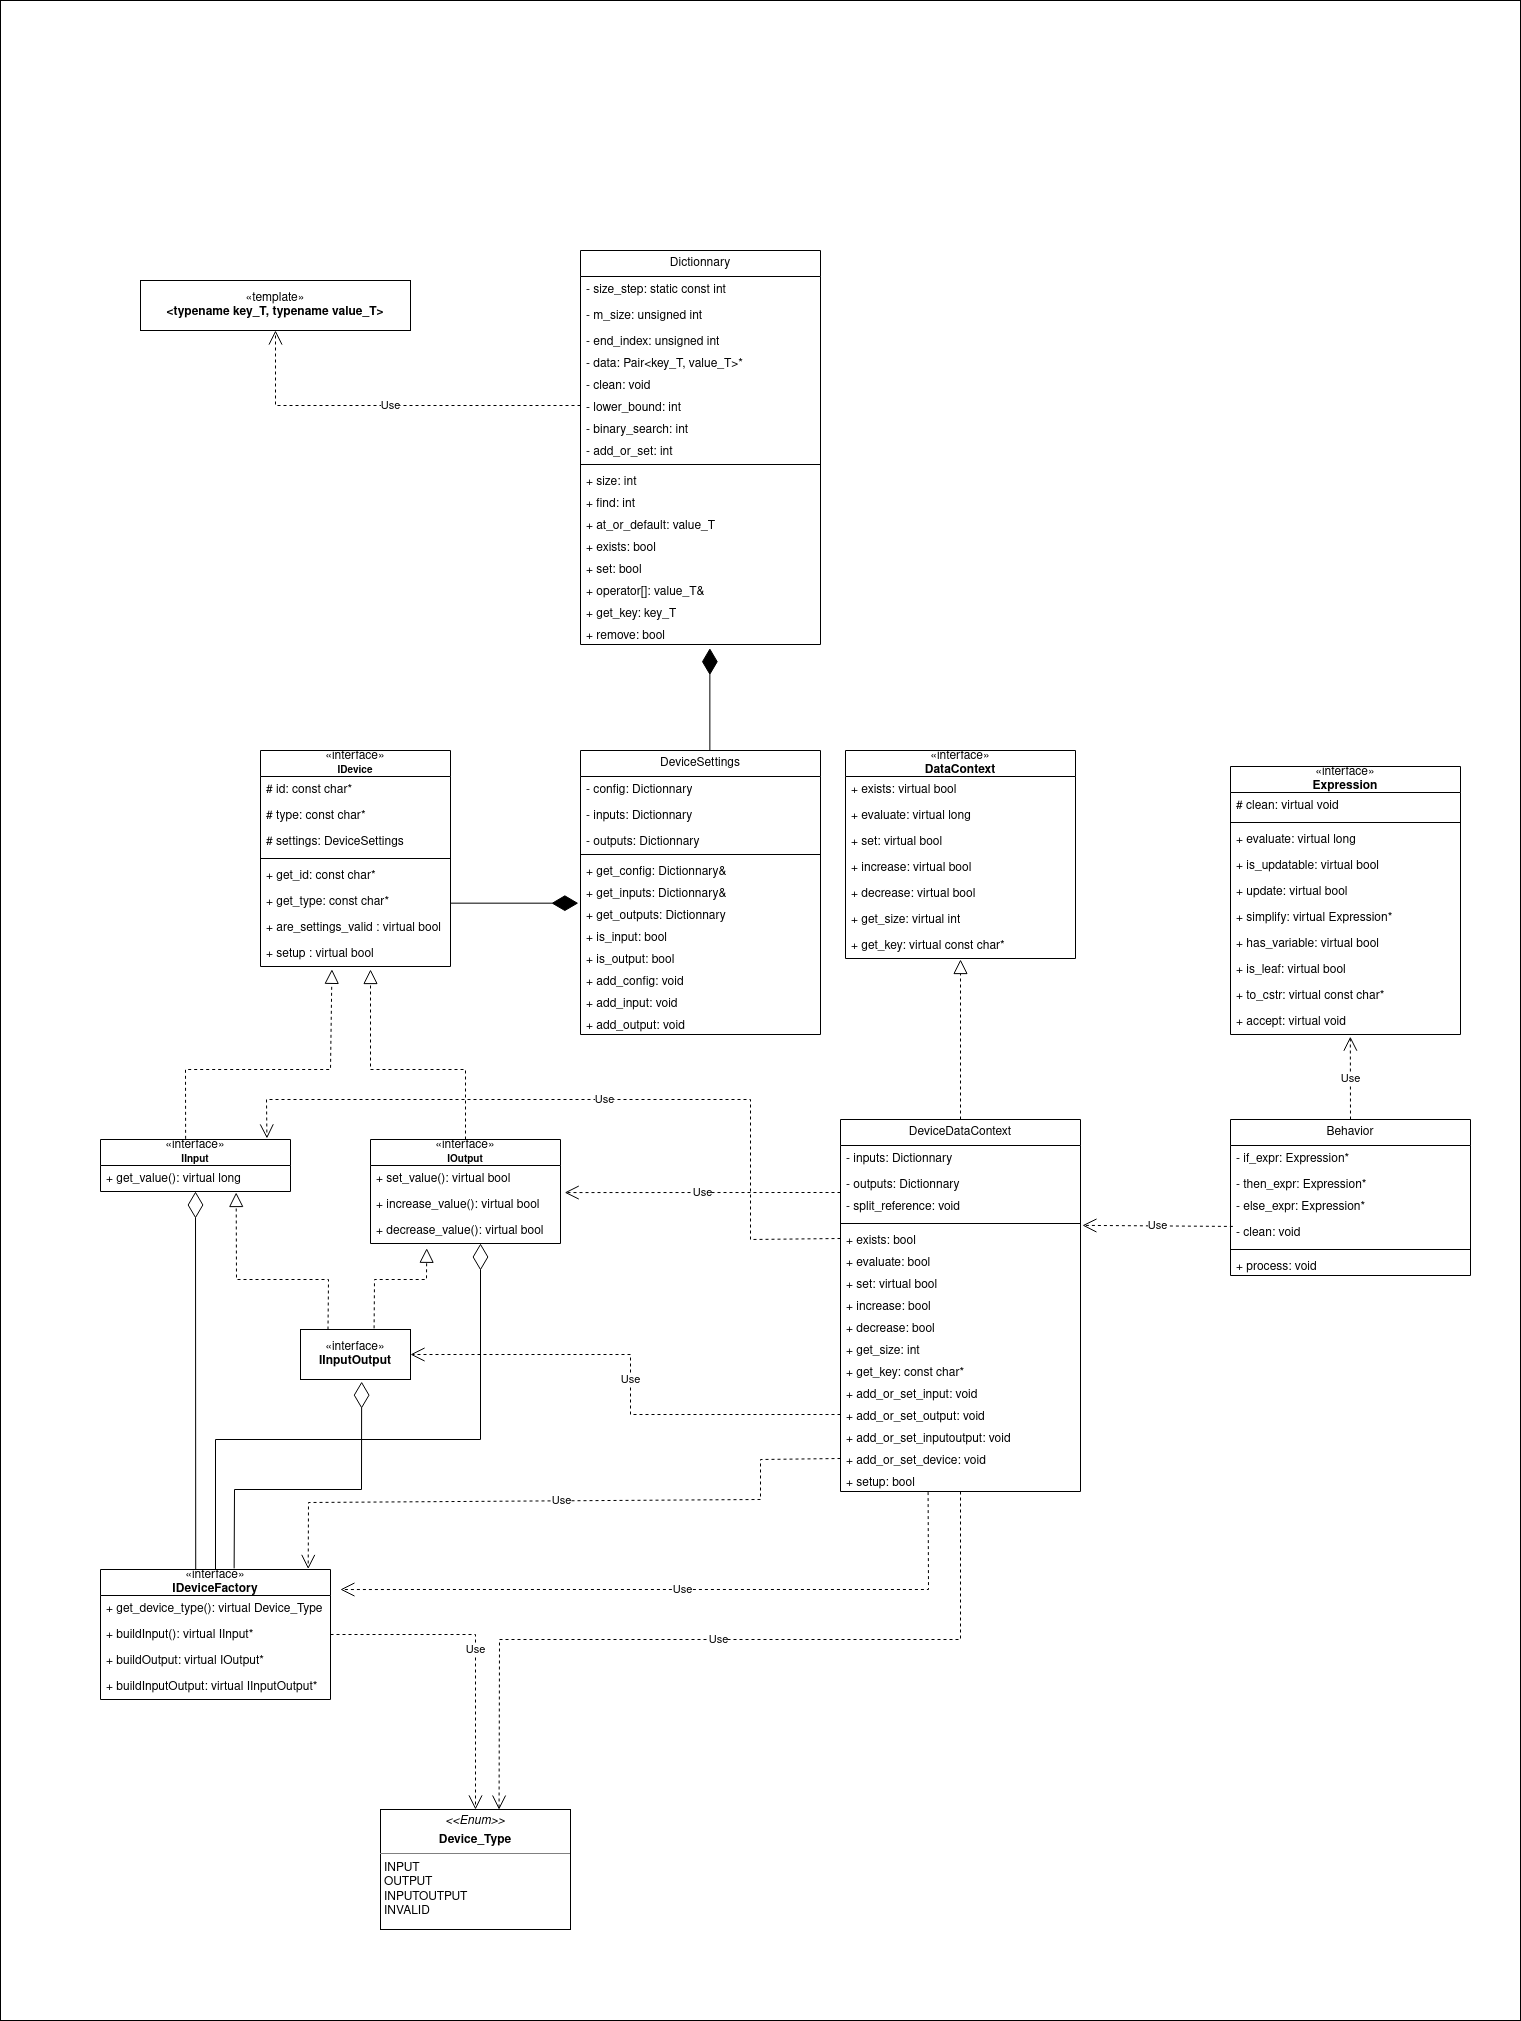 Dictionnary
- size_step: static const int
- m_size: unsigned int
- end_index: unsigned int
- data: Pair<key_T, value_T>*
- clean: void
- lower_bound: int
- binary_search: int
- add_or_set: int
+ size: int
+ find: int
+ at_or_default: value_T
+ exists: bool
+ set: bool
+ operator[]: value_T&
+ get_key: key_T
+ remove: bool
«template»
<typename key_T, typename value_T>
Use
«interface»
IDevice
# id: const char*
# type: const char*
# settings: DeviceSettings
+ get_id: const char*
+ get_type: const char*
+ are_settings_valid : virtual bool
+ setup : virtual bool
DeviceSettings
- config: Dictionnary
- inputs: Dictionnary
- outputs: Dictionnary
+ get_config: Dictionnary&
+ get_inputs: Dictionnary&
+ get_outputs: Dictionnary
+ is_input: bool
+ is_output: bool
+ add_config: void
+ add_input: void
+ add_output: void
«interface»
DataContext
+ exists: virtual bool
+ evaluate: virtual long
+ set: virtual bool
+ increase: virtual bool
+ decrease: virtual bool
+ get_size: virtual int
+ get_key: virtual const char*
«interface»
Expression
# clean: virtual void
+ evaluate: virtual long
+ is_updatable: virtual bool
+ update: virtual bool
+ simplify: virtual Expression*
+ has_variable: virtual bool
+ is_leaf: virtual bool
+ to_cstr: virtual const char*
+ accept: virtual void
Use
Use
«interface»
IInput
+ get_value(): virtual long
«interface»
IOutput
+ set_value(): virtual bool
+ increase_value(): virtual bool
+ decrease_value(): virtual bool
Use
DeviceDataContext
- inputs: Dictionnary
- outputs: Dictionnary
- split_reference: void
+ exists: bool
+ evaluate: bool
+ set: virtual bool
+ increase: bool
+ decrease: bool
+ get_size: int
+ get_key: const char*
+ add_or_set_input: void
+ add_or_set_output: void
+ add_or_set_inputoutput: void
+ add_or_set_device: void
+ setup: bool
Use
Behavior
- if_expr: Expression*
- then_expr: Expression*
- else_expr: Expression*
- clean: void
+ process: void
«interface»
IInputOutput
Use
Use
«interface»
IDeviceFactory
+ get_device_type(): virtual Device_Type
+ buildInput(): virtual IInput*
+ buildOutput: virtual IOutput*
+ buildInputOutput: virtual IInputOutput*
Use
Use
Use
<<Enum>>
Device_Type
INPUT
OUTPUT
INPUTOUTPUT
INVALID